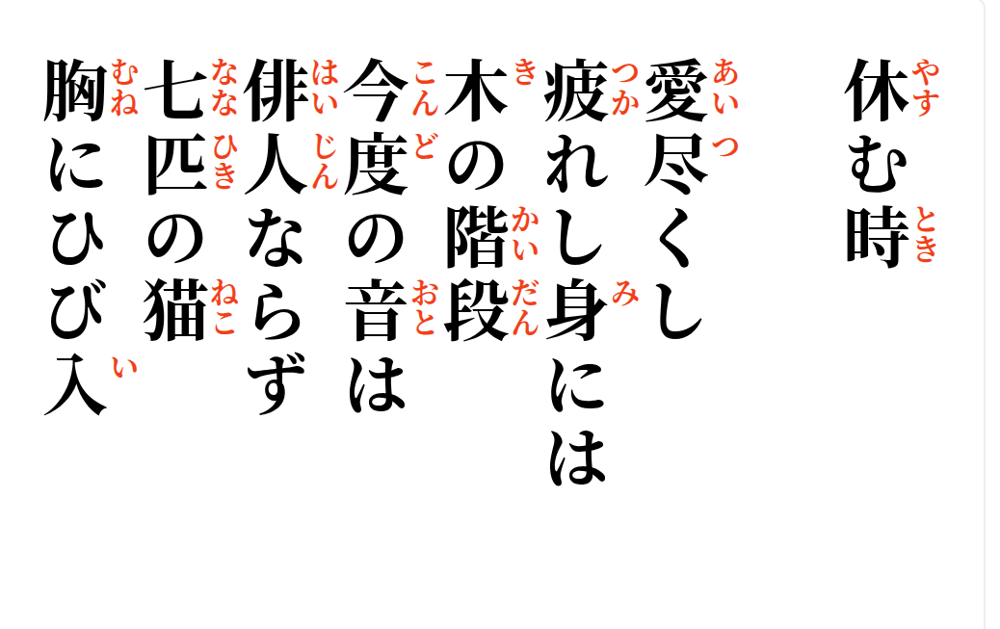 休む時
愛尽くし
疲れし身には
木の階段
今度の音は
俳人ならず
七匹の猫
胸にひび入